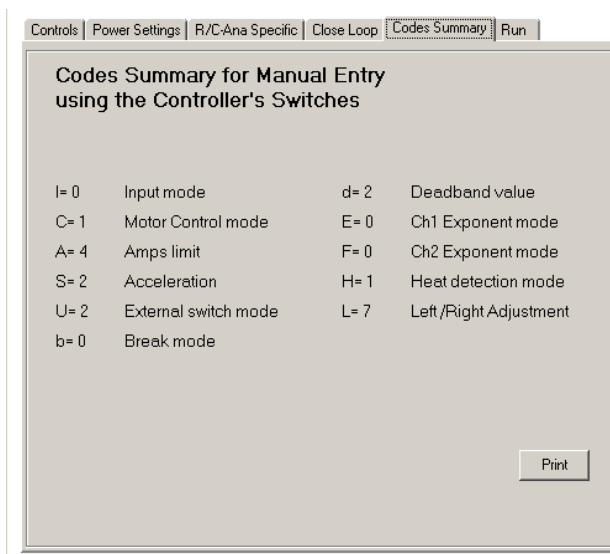 Controls Power Settings R/C-Ana Specific Close Loop Codes Summary Run
Codes Summary for Manual Entry
using the Controller's Switches
I= 0 Input mode
C= 1 Motor Control mode
A= 4 Amps limit
S= 2 Acceleration
U= 2 External switch mode
b= 0 Break mode
d= 2 Deadband value
E= 0 Ch1 Exponent mode
F= 0 Ch2 Exponent mode
H= 1 Heat detection mode
L= 7 Left/Right Adjustment
Print